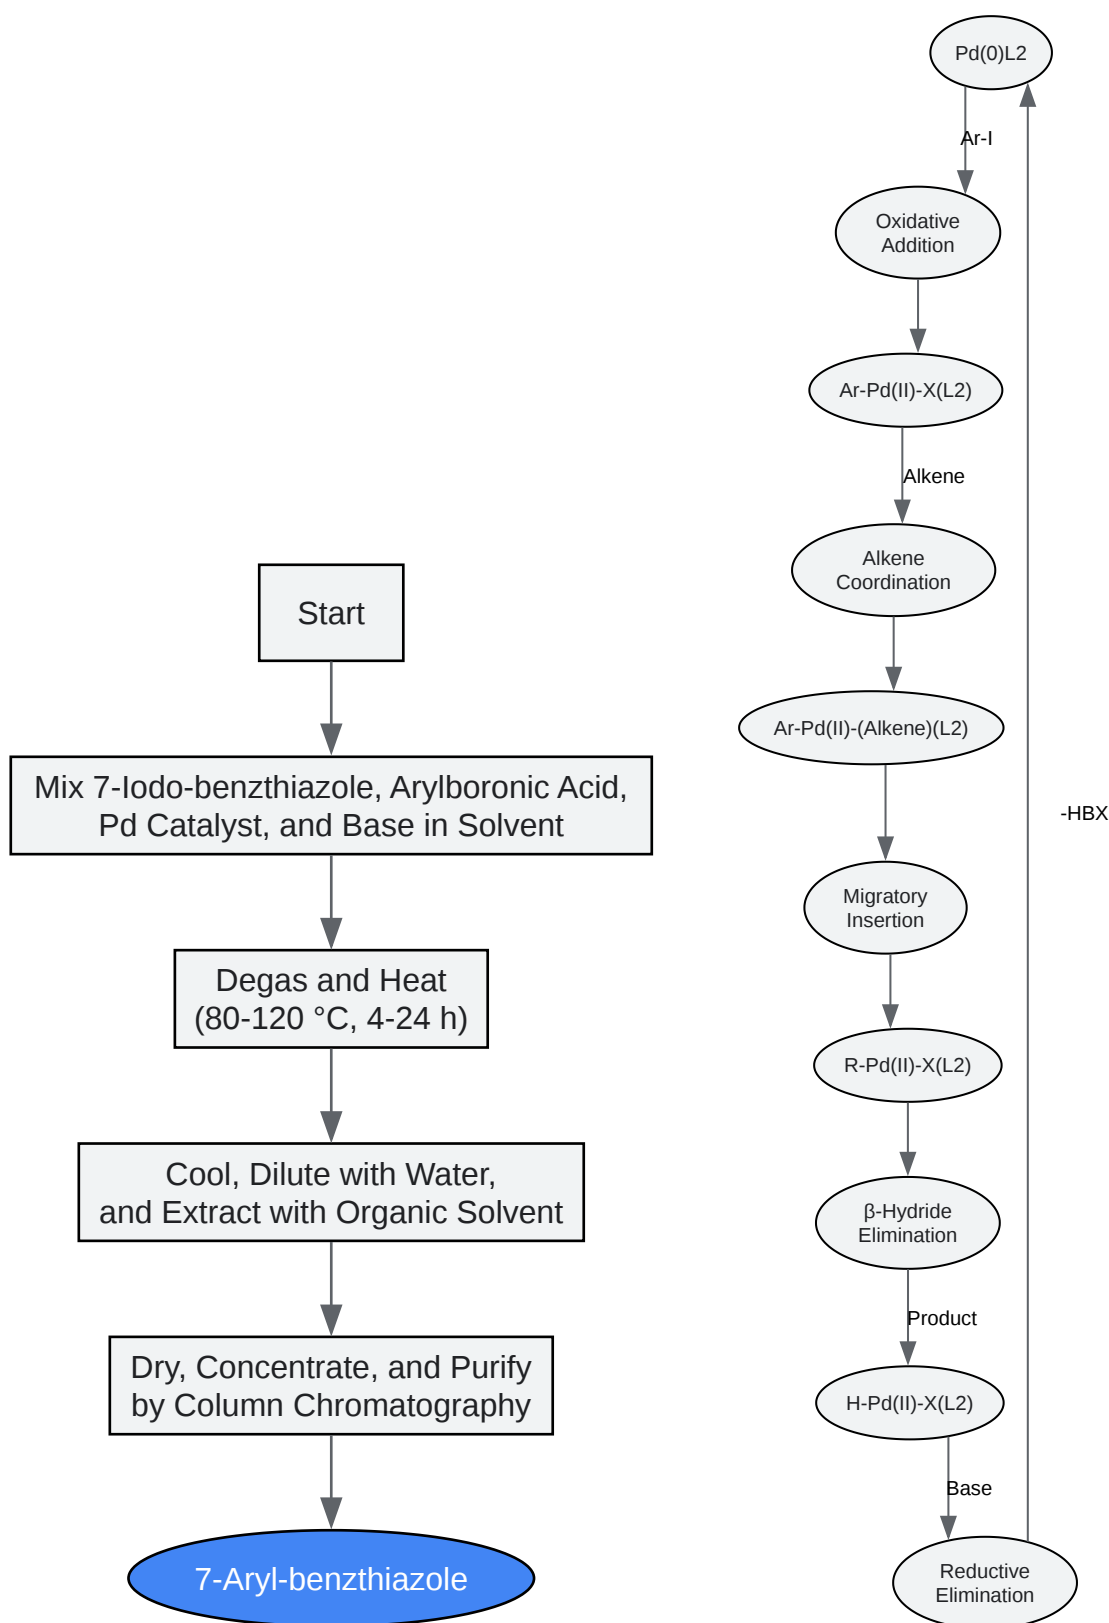 Start
Mix 7-Iodo-benzthiazole, Arylboronic Acid,
Pd Catalyst, and Base in Solvent
Degas and Heat
(80-120 °C, 4-24 h)
Cool, Dilute with Water,
and Extract with Organic Solvent
Dry, Concentrate, and Purify
by Column Chromatography
7-Aryl-benzthiazole
Pd(0)L2
Ar-I
Oxidative
Addition
Ar-Pd(II)-X(L2)
Alkene
Alkene
Coordination
Ar-Pd(II)-(Alkene)(L2)
-HBX
Migratory
Insertion
R-Pd(II)-X(L2)
β-Hydride
Elimination
Product
H-Pd(II)-X(L2)
Base
Reductive
Elimination